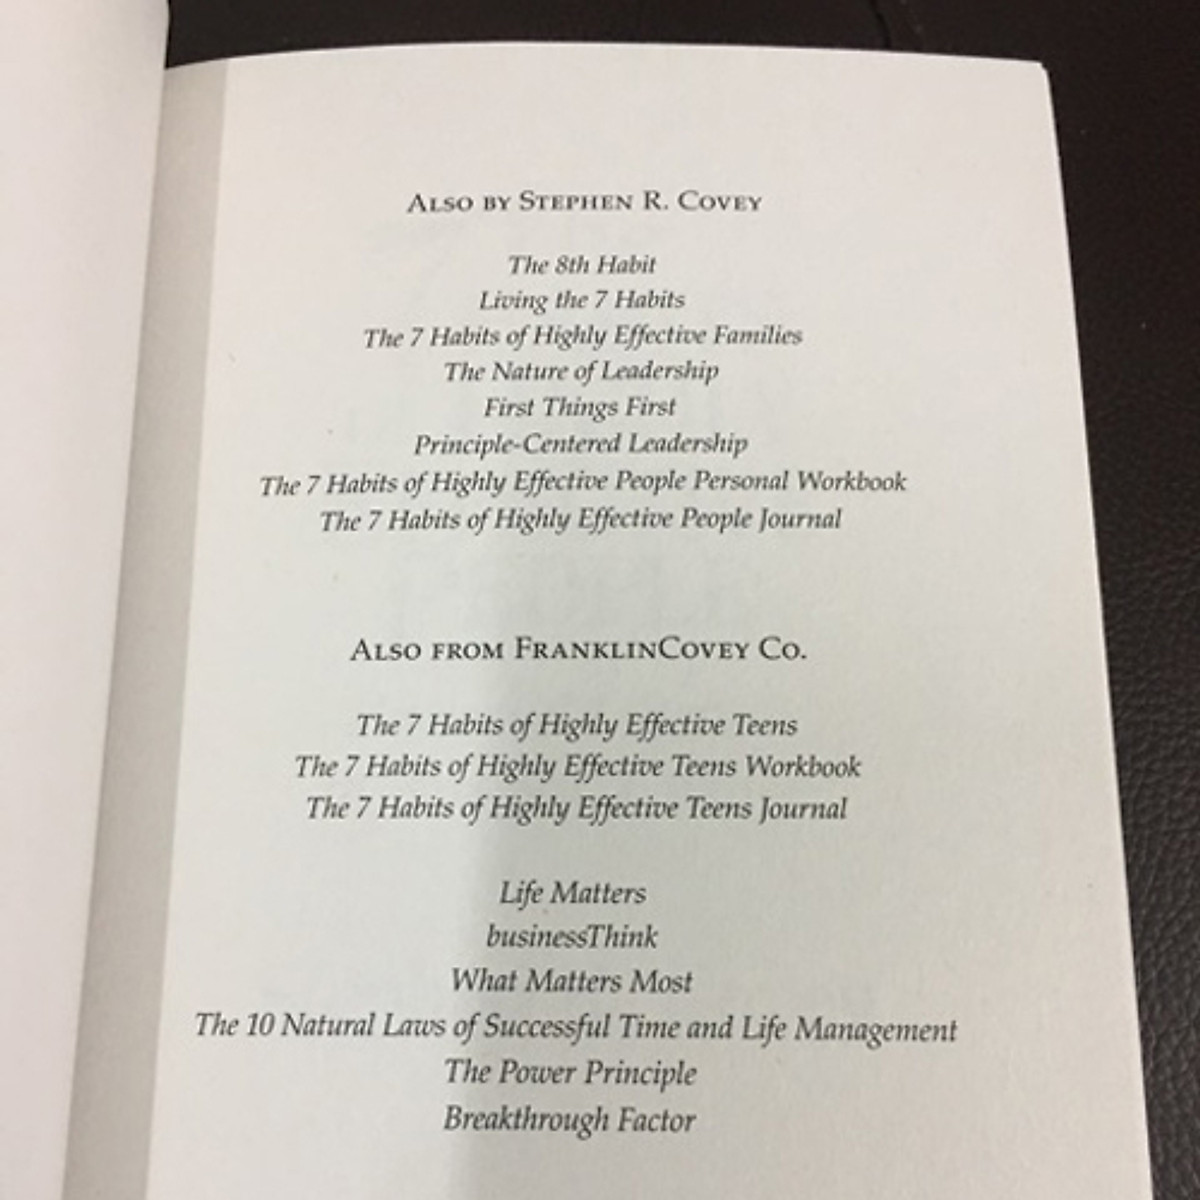 ALSO BY STEPHEN R. COVEY
The 8th Habit
Living the 7 Habits
The 7 Habits of Highly Effective Families
The Nature of Leadership
First Things First
Principle-Centered Leadership
The 7 Habits of Highly Effective People Personal Workbook
The 7 Habits of Highly Effective People Journal
ALSO FROM FRANKLINCOVEY CO.
The 7 Habits of Highly Effective Teens
The 7 Habits of Highly Effective Teens Workbook
The 7 Habits of Highly Effective Teens Journal
Life Matters
businessThink
What Matters Most
The 10 Natural Laws of Successful Time and Life Management
The Power Principle
Breakthrough Factor